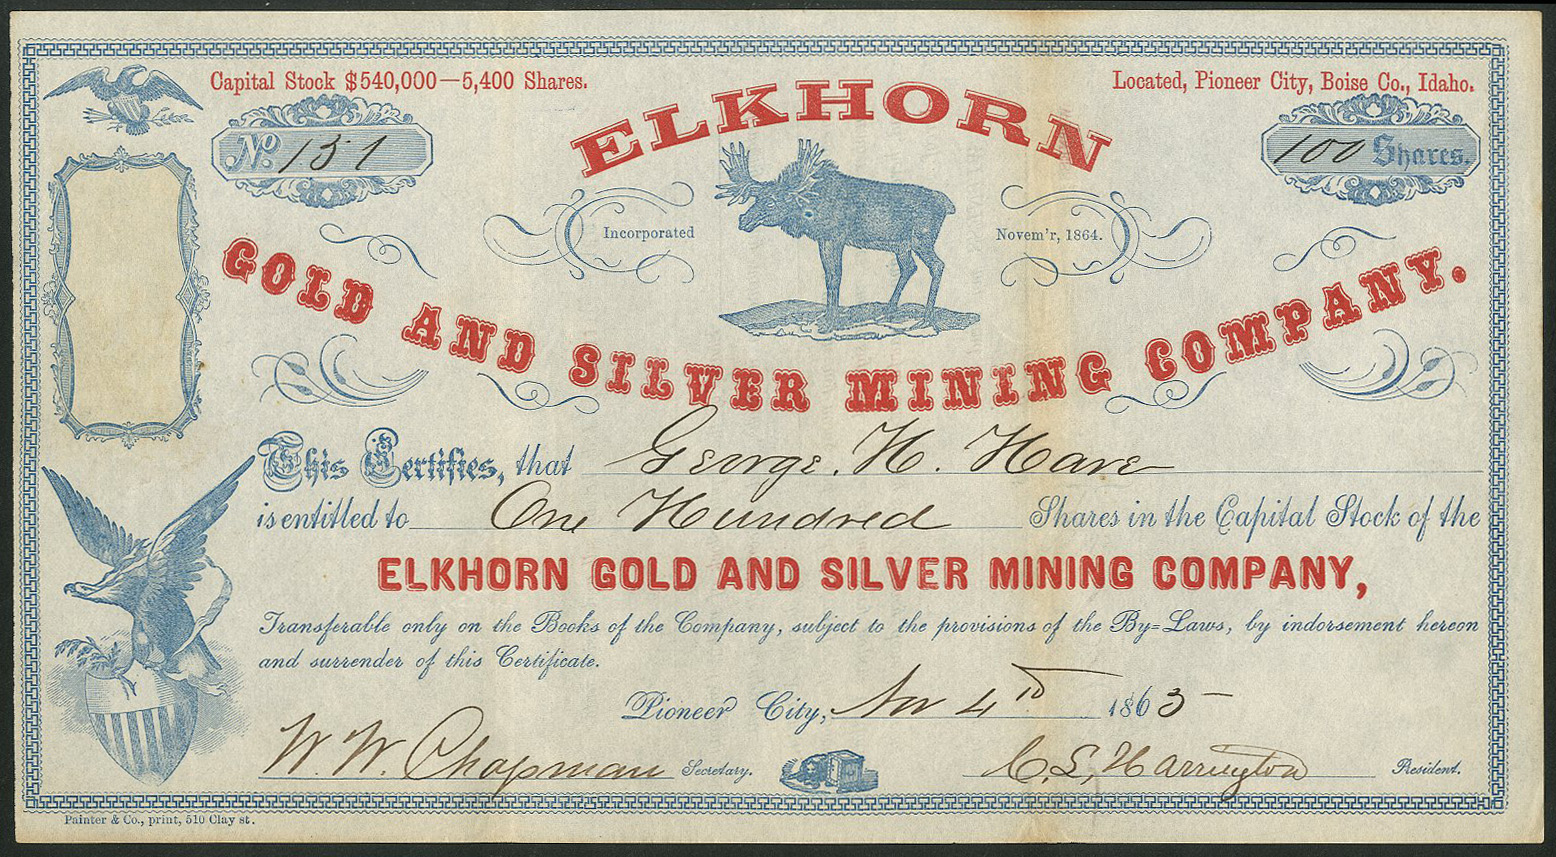 Capital Stock $540,000—5,400 Shares.
Located, Pioneer City, Boise Co., Idaho.
No. 151
ELKHORN
100 Shares.
Incorporated
Novem'r, 1864.
GOLD AND SILVER MINING COMPANY.
This Certifies, that George. H. Hare
is entitled to One Hundred Shares in the Capital Stock of the
ELKHORN GOLD AND SILVER MINING COMPANY,
Transferable only on the Books of the Company, subject to the provisions of the By=Laws, by indorsement hereon
and surrender of this Certificate.
Pioneer City, Nov 4th 1865
W. W. Chapman Secretary.
C. S. Harrington President.
Painter & Co., print, 510 Clay st.